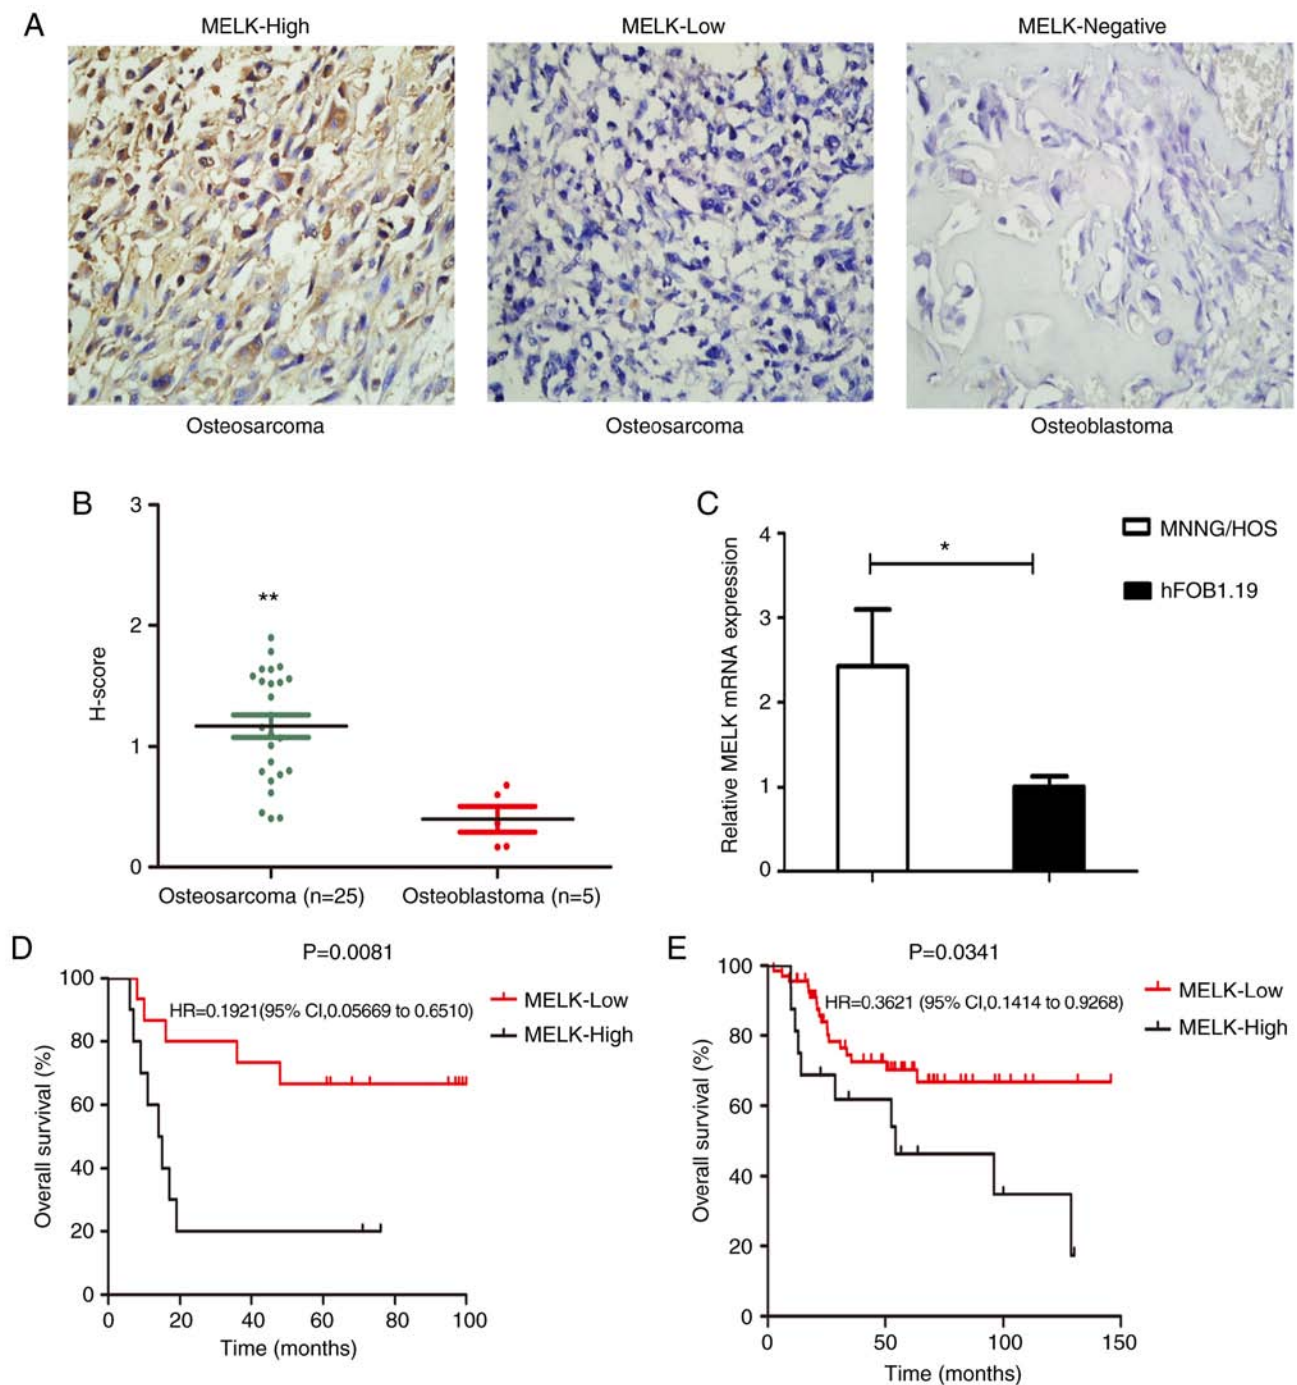 A
MELK-High
MELK-Low
MELK-Negative
Osteosarcoma
Osteosarcoma
Osteoblastoma
B
3
2
1
0
H-score
**
Osteosarcoma (n=25)
Osteoblastoma (n=5)
C
4
3
2
1
0
Relative MELK mRNA expression
*
MNNG/HOS
hFOB1.19
D
P=0.0081
100
80
60
40
20
0
Overall survival (%)
HR=0.1921(95% CI,0.05669 to 0.6510)
MELK-Low
MELK-High
0
20
40
60
80
100
Time (months)
E
P=0.0341
100
80
60
40
20
0
Overall survival (%)
HR=0.3621 (95% CI,0.1414 to 0.9268)
MELK-Low
MELK-High
0
50
100
150
Time (months)